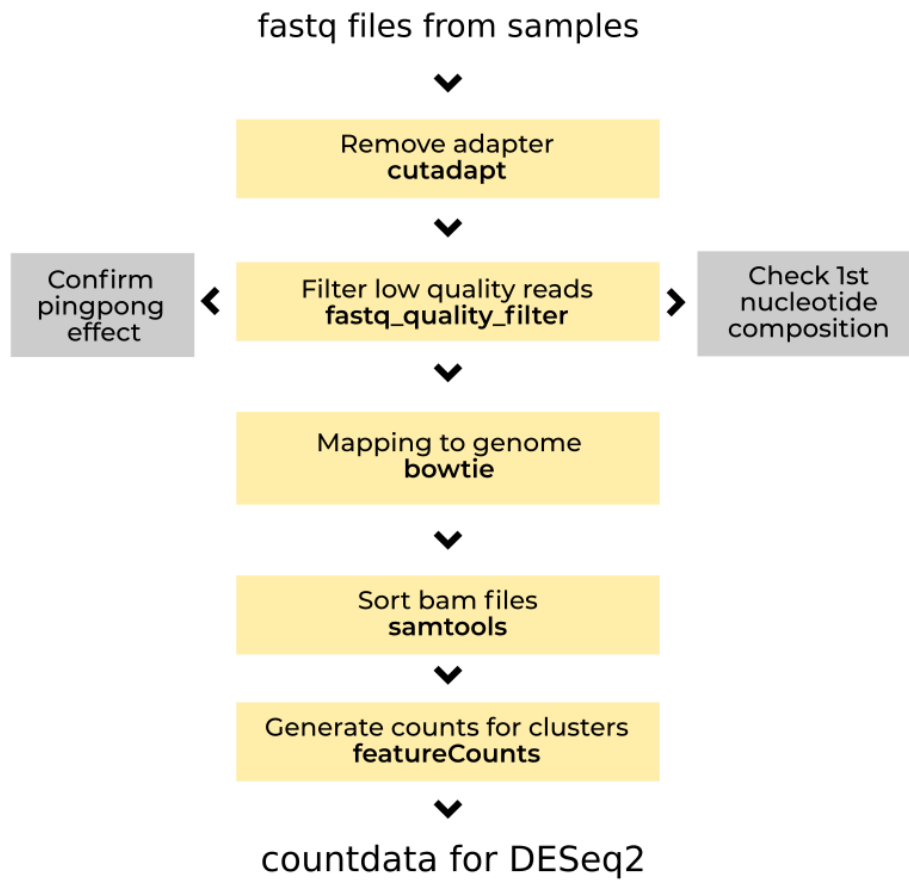 fastq files from samples
Remove adapter
cutadapt
Confirm
pingpong
effect
Filter low quality reads
fastq_quality_filter
Check 1st
nucleotide
composition
Mapping to genome
bowtie
Sort bam files
samtools
Generate counts for clusters
featureCounts
countdata for DESeq2